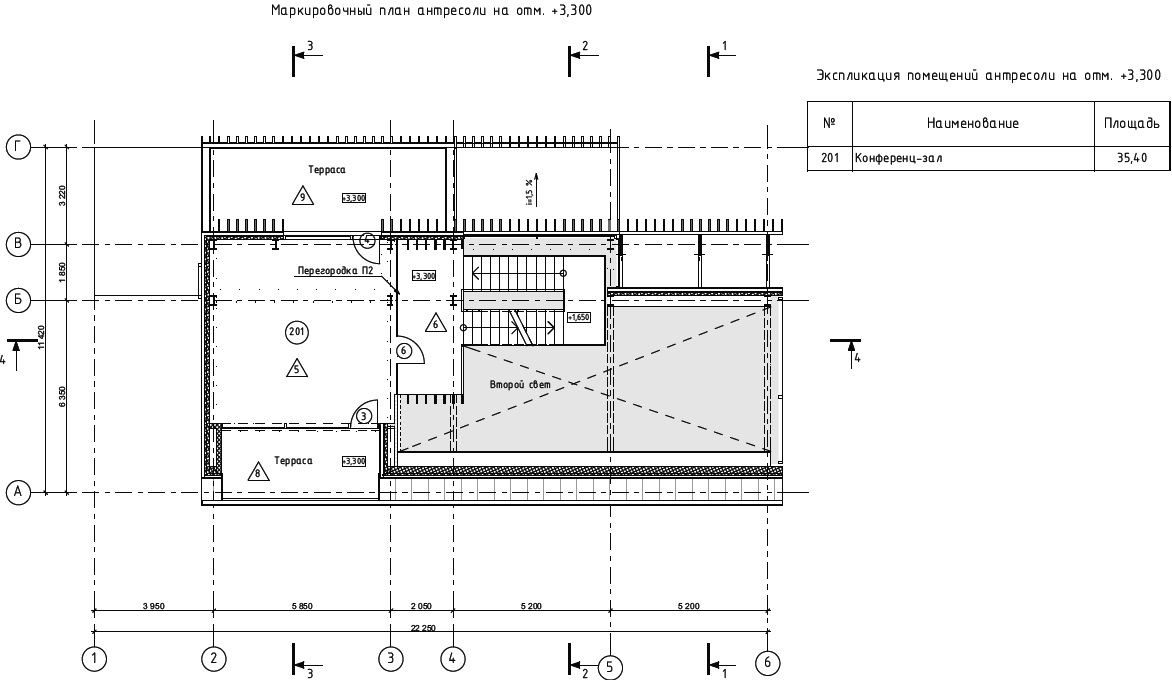 Маркировочный план антресоли на отм. +3,300
3
2
1
Экспликация помещений антресоли на отм. +3,300
№ Наименование Площадь
201 Конференц-зал 35,40
Г
Терраса
9 +3,300
i=1,5 %
3 220
В
4
Перегородка П2
+3,300
1 850
Б
+1,650
201
6
11 420
4
4
6
5
Второй свет
6 350
3
Терраса
8 +3,300
А
3 950 5 850 2 050 5 200 5 200
22 250
1 2 3 4 5 6
3 2 1